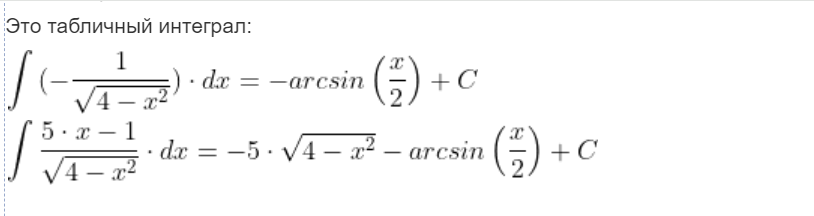 Это табличный интеграл:
∫ (−1/√(4 − x²)) · dx = −arcsin (x/2) + C
∫ (5 · x − 1)/√(4 − x²) · dx = −5 · √(4 − x²) − arcsin (x/2) + C